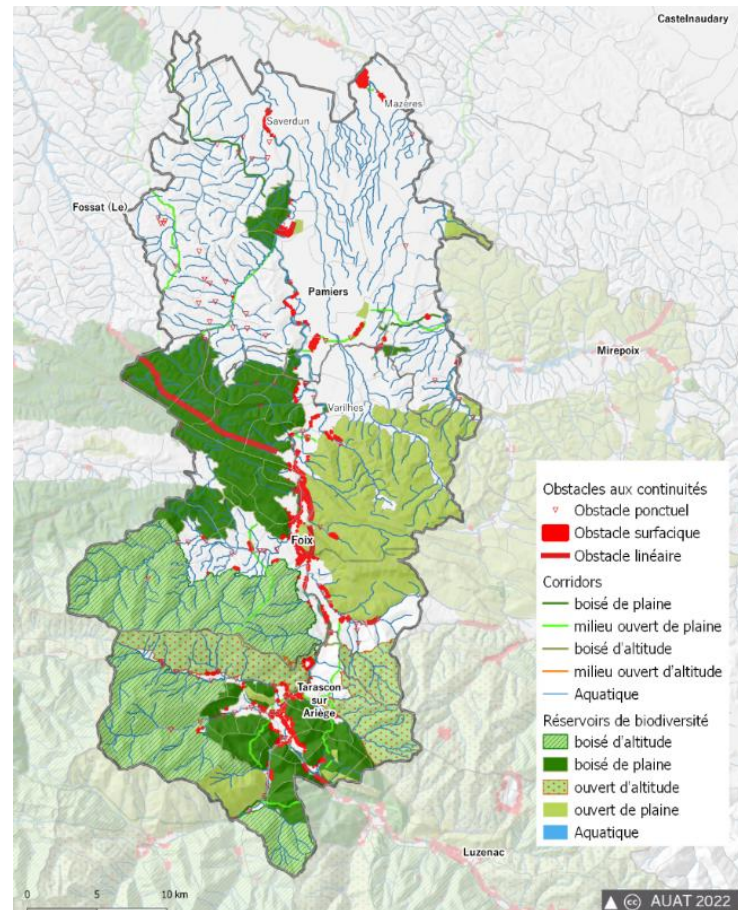 Castelnaudary
Mazères
Saverdun
Fossat (Le)
Pamiers
Mirepoix
Varilhes
Foix
Tarascon
sur
Ariège
Luzenac
Obstacles aux continuités
Obstacle ponctuel
Obstacle surfacique
Obstacle linéaire
Corridors
boisé de plaine
milieu ouvert de plaine
boisé d'altitude
milieu ouvert d'altitude
Aquatique
Réservoirs de biodiversité
boisé d'altitude
boisé de plaine
ouvert d'altitude
ouvert de plaine
Aquatique
0 5 10 km
cc AUAT 2022